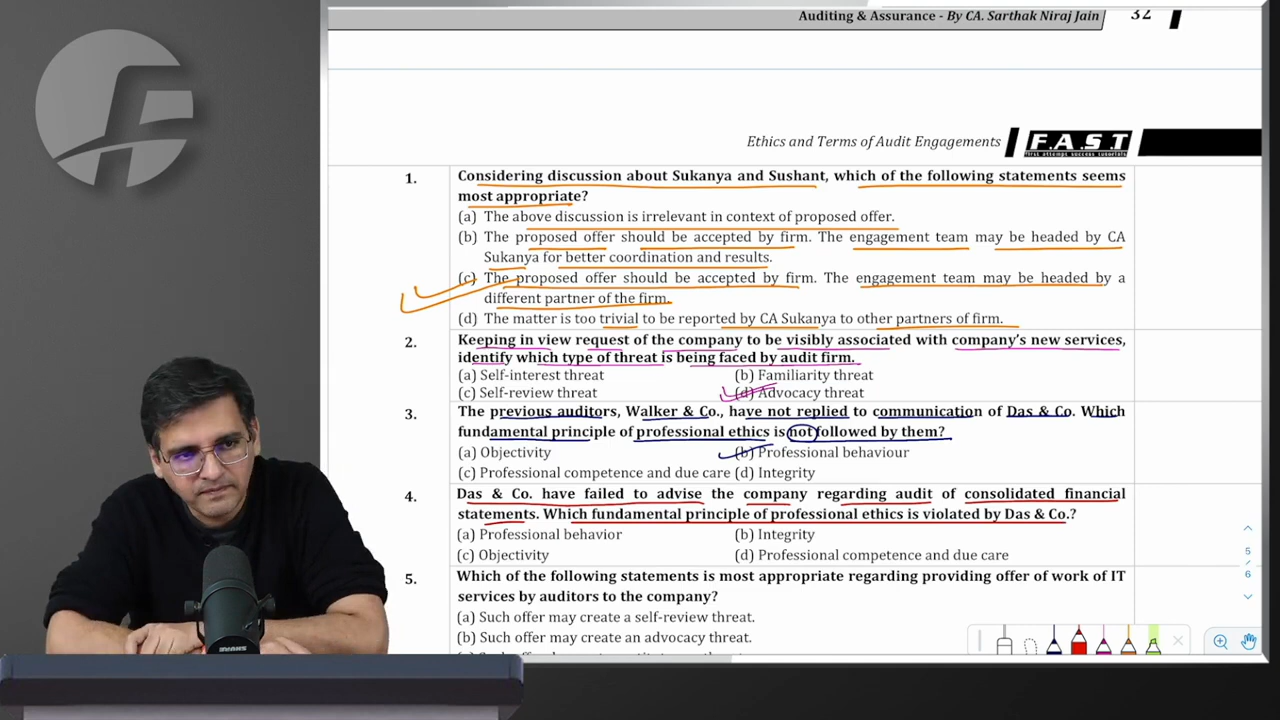 Auditing & Assurance - By CA. Sarthak Niraj Jain 32
Ethics and Terms of Audit Engagements F.A.S.T
first attempt success tutorials
1. Considering discussion about Sukanya and Sushant, which of the following statements seems
most appropriate?
(a) The above discussion is irrelevant in context of proposed offer.
(b) The proposed offer should be accepted by firm. The engagement team may be headed by CA
Sukanya for better coordination and results.
(c) The proposed offer should be accepted by firm. The engagement team may be headed by a
different partner of the firm.
(d) The matter is too trivial to be reported by CA Sukanya to other partners of firm.
2. Keeping in view request of the company to be visibly associated with company's new services,
identify which type of threat is being faced by audit firm.
(a) Self-interest threat (b) Familiarity threat
(c) Self-review threat (d) Advocacy threat
3. The previous auditors, Walker & Co., have not replied to communication of Das & Co. Which
fundamental principle of professional ethics is not followed by them?
(a) Objectivity (b) Professional behaviour
(c) Professional competence and due care (d) Integrity
4. Das & Co. have failed to advise the company regarding audit of consolidated financial
statements. Which fundamental principle of professional ethics is violated by Das & Co.?
(a) Professional behavior (b) Integrity
(c) Objectivity (d) Professional competence and due care
5. Which of the following statements is most appropriate regarding providing offer of work of IT
services by auditors to the company?
(a) Such offer may create a self-review threat.
(b) Such offer may create an advocacy threat.
5
6